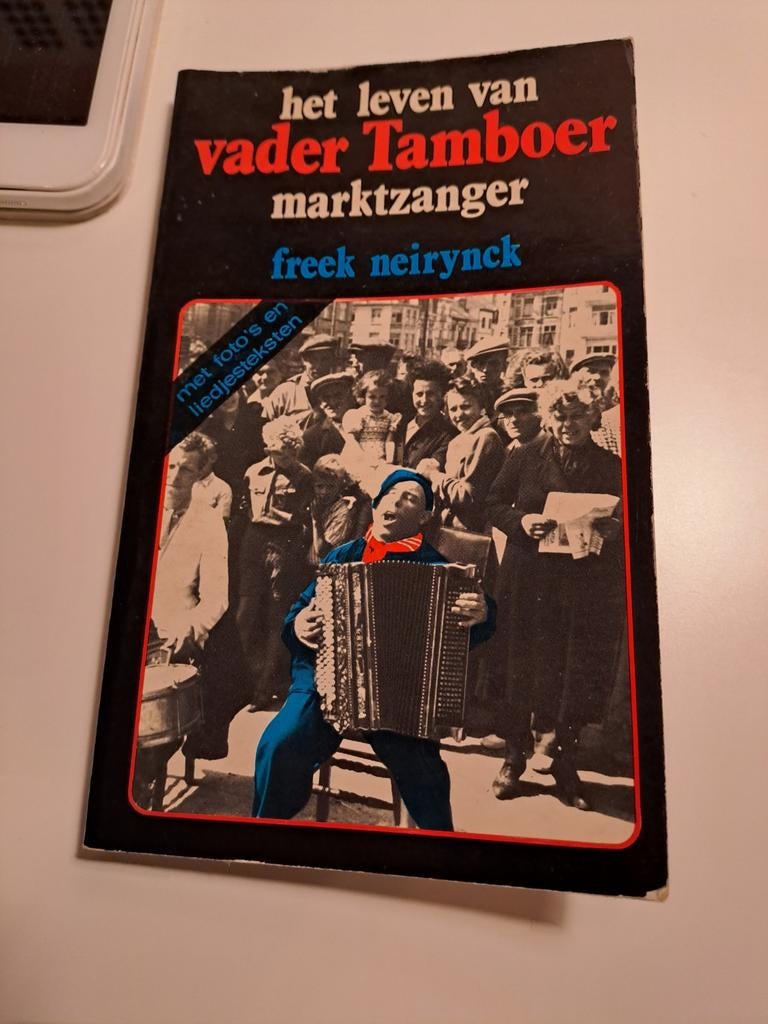 het leven van
vader Tamboer
marktzanger
freek neirynck
met foto's en
liedjesteksten